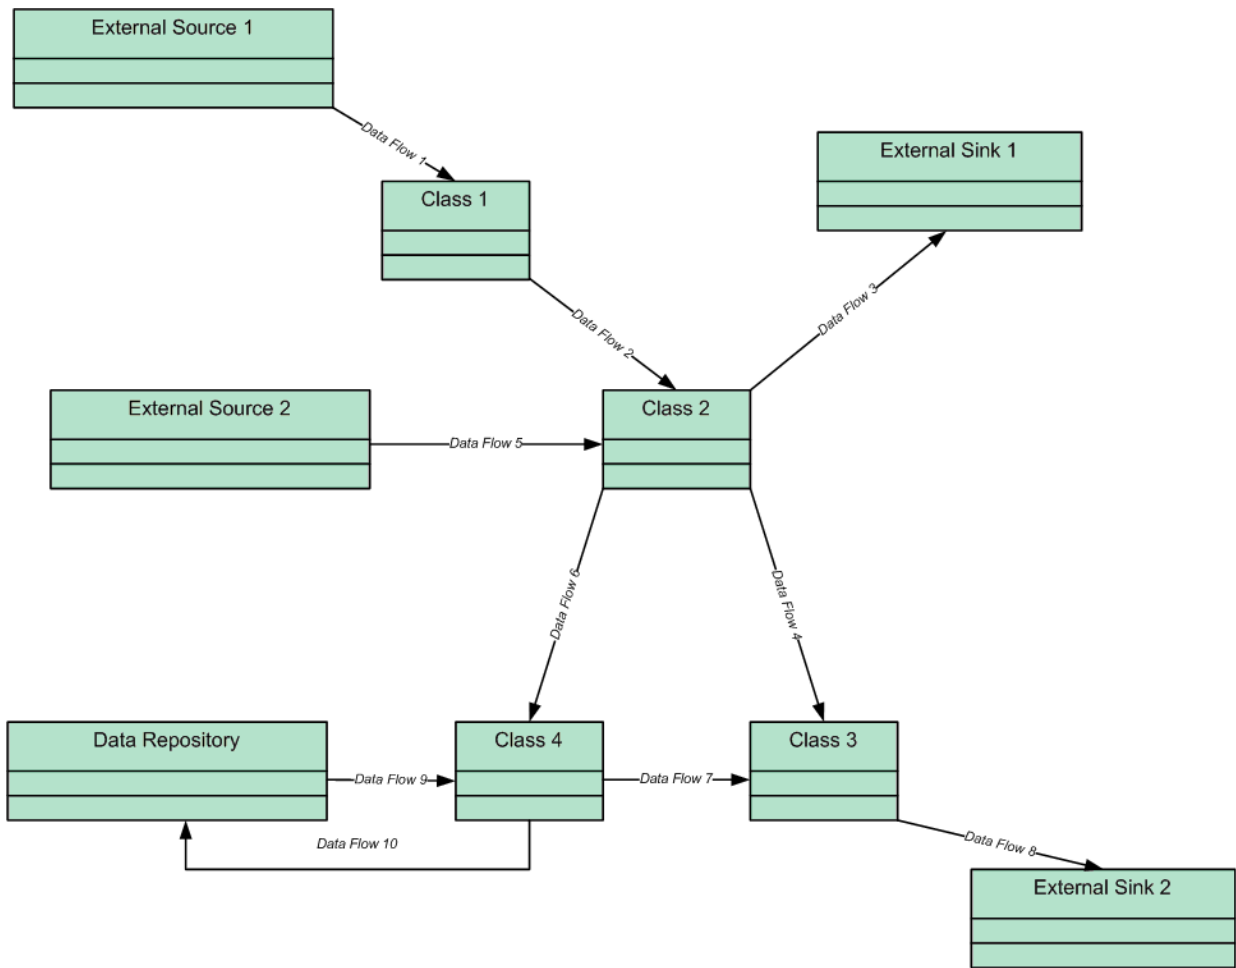 External Source 1
Data Flow 1
External Sink 1
Class 1
Data Flow 3
Data Flow 2
External Source 2
Class 2
Data Flow 5
Data Flow 6
Data Flow 4
Data Repository
Class 4
Class 3
Data Flow 9
Data Flow 7
Data Flow 10
Data Flow 8
External Sink 2